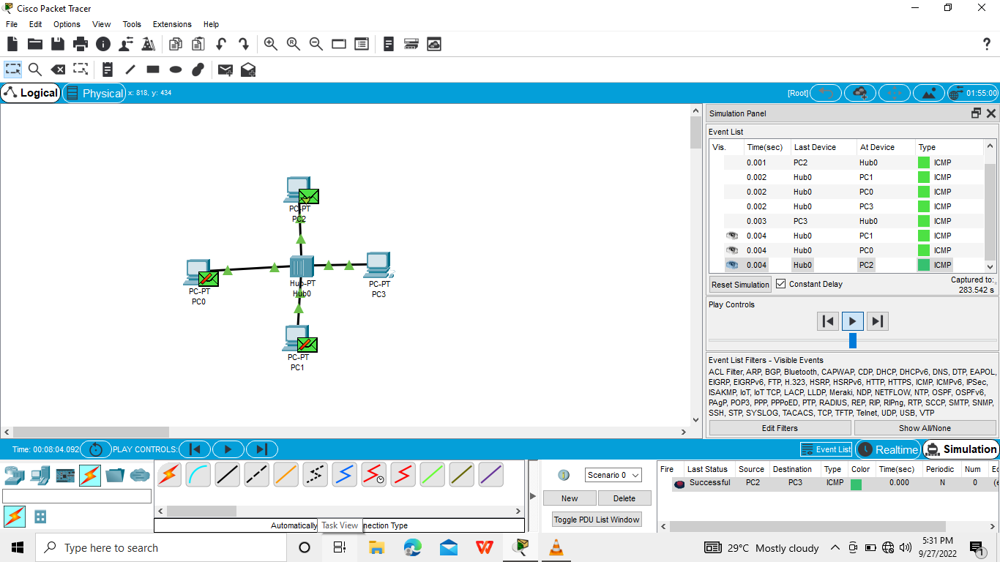 Cisco Packet Tracer
File Edit Options View Tools Extensions Help
?
Logical Physical x: 818, y: 434 [Root] 01:55:00
PC-PT
PC2
PC-PT
PC0
Hub-PT
Hub0
PC-PT
PC3
PC-PT
PC1
Simulation Panel
Event List
Vis. Time(sec) Last Device At Device Type
0.001 PC2 Hub0 ICMP
0.002 Hub0 PC1 ICMP
0.002 Hub0 PC0 ICMP
0.002 Hub0 PC3 ICMP
0.003 PC3 Hub0 ICMP
0.004 Hub0 PC1 ICMP
0.004 Hub0 PC0 ICMP
0.004 Hub0 PC2 ICMP
Reset Simulation Constant Delay Captured to:
283.542 s
Play Controls
Event List Filters - Visible Events
ACL Filter, ARP, BGP, Bluetooth, CAPWAP, CDP, DHCP, DHCPv6, DNS, DTP, EAPOL,
EIGRP, EIGRPv6, FTP, H.323, HSRP, HSRPv6, HTTP, HTTPS, ICMP, ICMPv6, IPSec,
ISAKMP, IoT, IoT TCP, LACP, LLDP, Meraki, NDP, NETFLOW, NTP, OSPF, OSPFv6,
PAgP, POP3, PPP, PPPoED, PTP, RADIUS, REP, RIP, RIPng, RTP, SCCP, SMTP, SNMP,
SSH, STP, SYSLOG, TACACS, TCP, TFTP, Telnet, UDP, USB, VTP
Edit Filters Show All/None
Time: 00:08:04.092 PLAY CONTROLS: Event List Realtime Simulation
Scenario 0
New Delete
Toggle PDU List Window
Fire Last Status Source Destination Type Color Time(sec) Periodic Num Ec
Successful PC2 PC3 ICMP 0.000 N 0 (e
Automatically Task View nnection Type
Type here to search
29°C Mostly cloudy
5:31 PM
9/27/2022
1